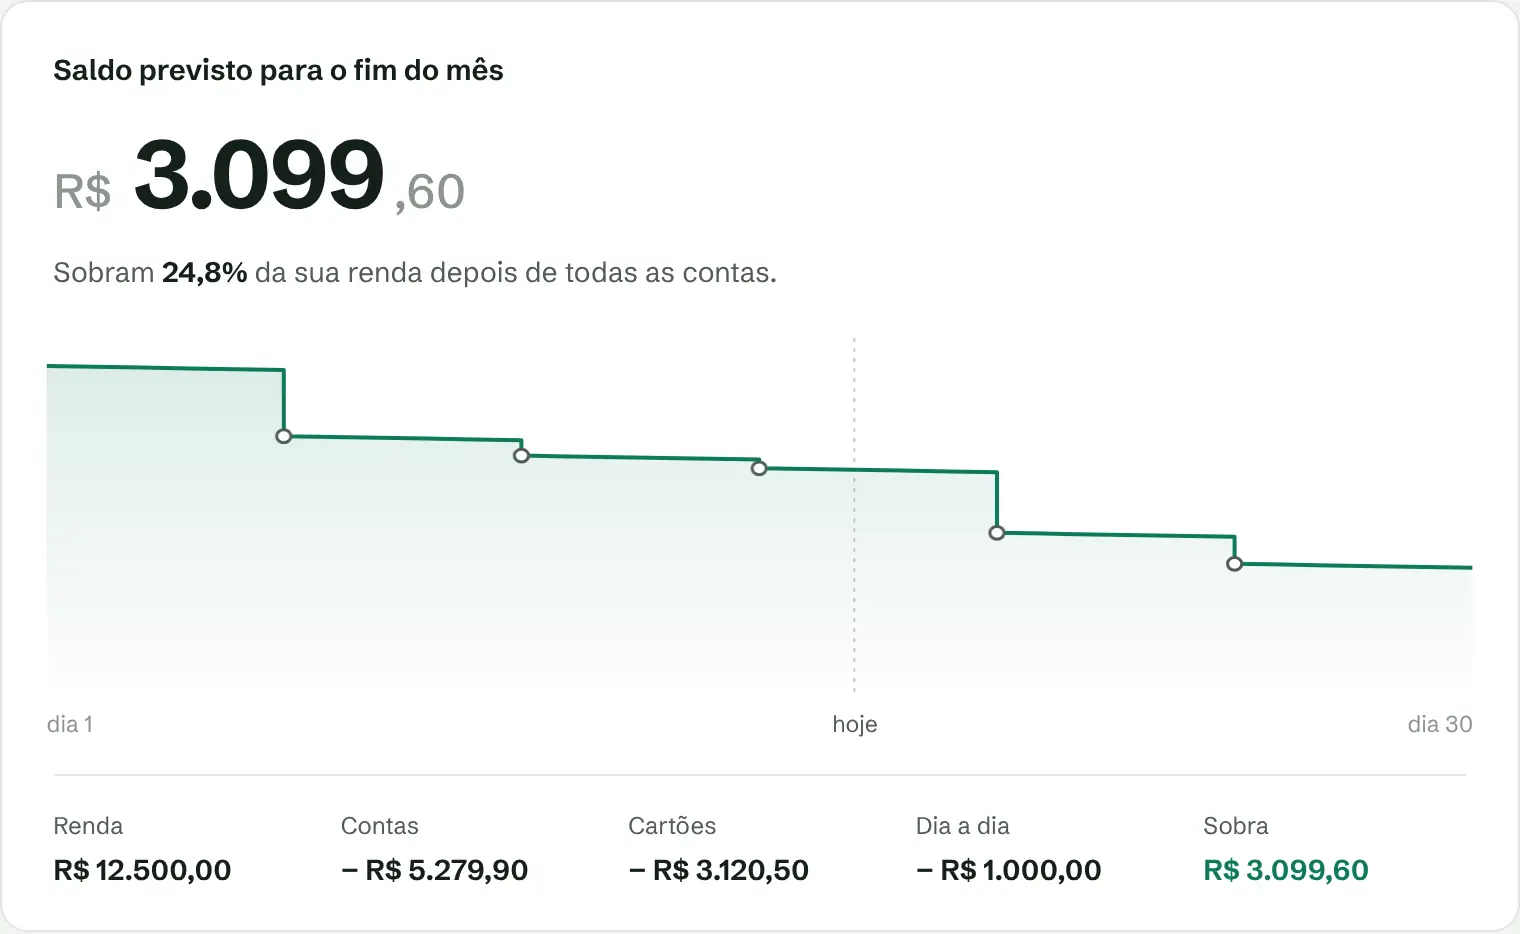 Saldo previsto para o fim do mês
R$ 3.099,60
Sobram 24,8% da sua renda depois de todas as contas.
dia 1 hoje dia 30
Renda Contas Cartões Dia a dia Sobra
R$ 12.500,00 – R$ 5.279,90 – R$ 3.120,50 – R$ 1.000,00 R$ 3.099,60